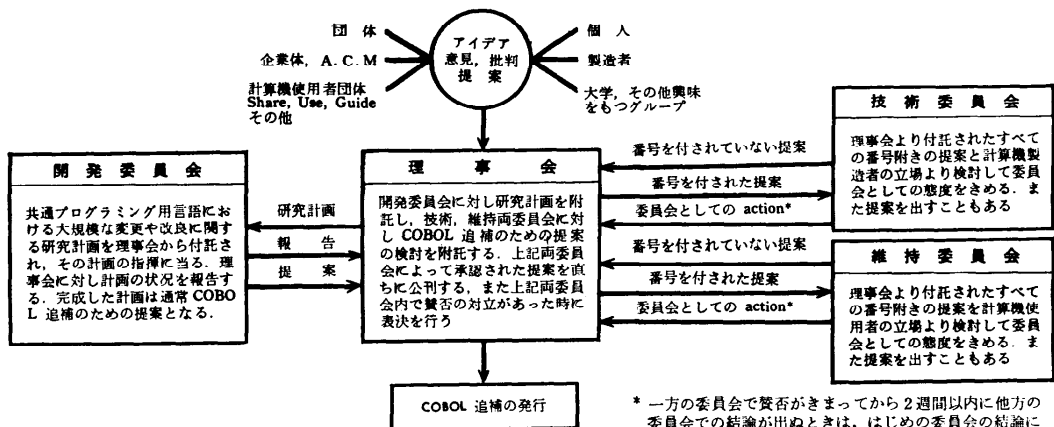 団体
企業体, A.C.M
計算機使用者団体
Share, Use, Guide
その他
アイデア
意見, 批判
提案
個人
製造者
大学, その他興味
をもつグループ
開発委員会
共通プログラミング用言語にお
ける大規模な変更や改良に関す
る研究計画を理事会から付託さ
れ, その計画の指揮に当る. 理
事会に対し計画の状況を報告す
る. 完成した計画は通常 COBO
L 追補のための提案となる.
研究計画
報告
提案
理事会
開発委員会に対し研究計画を附
託し, 技術, 維持両委員会に対
し COBOL 追補のための提案
の検討を附託する. 上記両委員
会によって承認された提案を直
ちに公刊する, また上記両委員
会内で賛否の対立があった時に
表決を行う
番号を付されていない提案
番号を付された提案
委員会としての action*
番号を付されていない提案
番号を付された提案
委員会としての action*
技術委員会
理事会より付託されたすべて
の番号附きの提案と計算機製
造者の立場より検討して委員
会としての態度をきめる. ま
た提案を出すこともある
維持委員会
理事会より付託されたすべて
の番号附きの提案を計算機使
用者の立場より検討して委員
会としての態度をきめる. ま
た提案を出すこともある
COBOL 追補の発行
* 一方の委員会で賛否がきまってから2週間以内に他方の
委員会での結論が出ぬときは, はじめの委員会の結論に